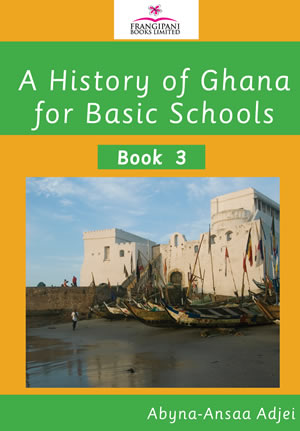 FRANGIPANI
BOOKS LIMITED
A History of Ghana
for Basic Schools
Book 3
Abyna-Ansaa Adjei